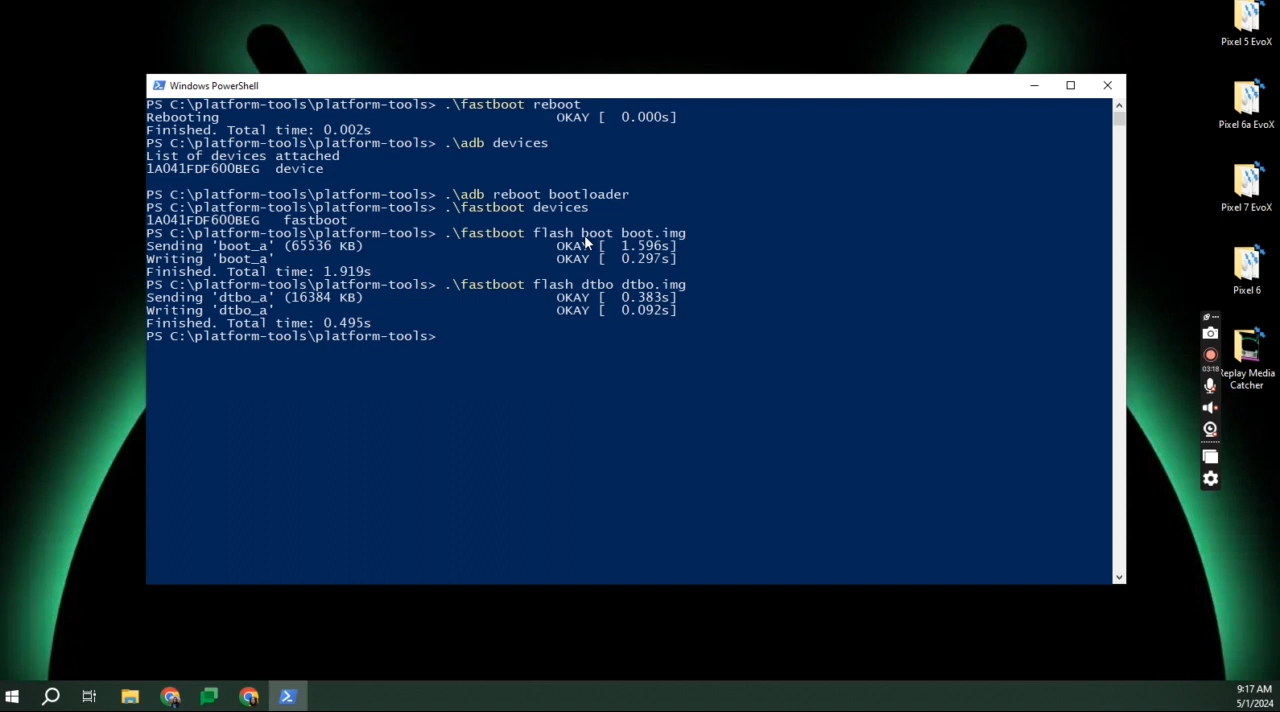 Windows PowerShell
PS C:\platform-tools\platform-tools> .\fastboot reboot
Rebooting OKAY [ 0.000s]
Finished. Total time: 0.002s
PS C:\platform-tools\platform-tools> .\adb devices
List of devices attached
1A041FDF600BEG device
PS C:\platform-tools\platform-tools> .\adb reboot bootloader
PS C:\platform-tools\platform-tools> .\fastboot devices
1A041FDF600BEG fastboot
PS C:\platform-tools\platform-tools> .\fastboot flash boot boot.img
Sending 'boot_a' (65536 KB) OKAY [ 1.596s]
Writing 'boot_a' OKAY [ 0.297s]
Finished. Total time: 1.919s
PS C:\platform-tools\platform-tools> .\fastboot flash dtbo dtbo.img
Sending 'dtbo_a' (16384 KB) OKAY [ 0.383s]
Writing 'dtbo_a' OKAY [ 0.092s]
Finished. Total time: 0.495s
PS C:\platform-tools\platform-tools>
Pixel 5 EvoX
Pixel 6a EvoX
Pixel 7 EvoX
Pixel 6
03:18
Replay Media
Catcher
9:17 AM
5/1/2024